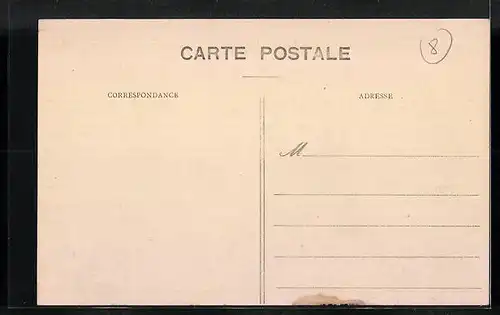 CARTE POSTALE
8
CORRESPONDANCE
ADRESSE
M